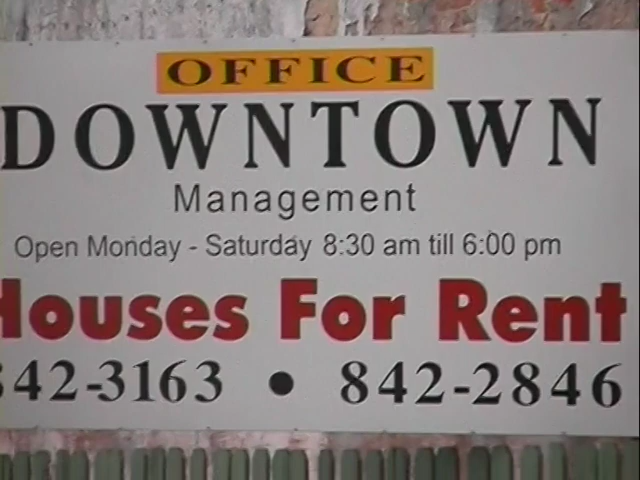 OFFICE
DOWNTOWN
Management
Open Monday - Saturday 8:30 am till 6:00 pm
Houses For Rent
842-3163 • 842-2846